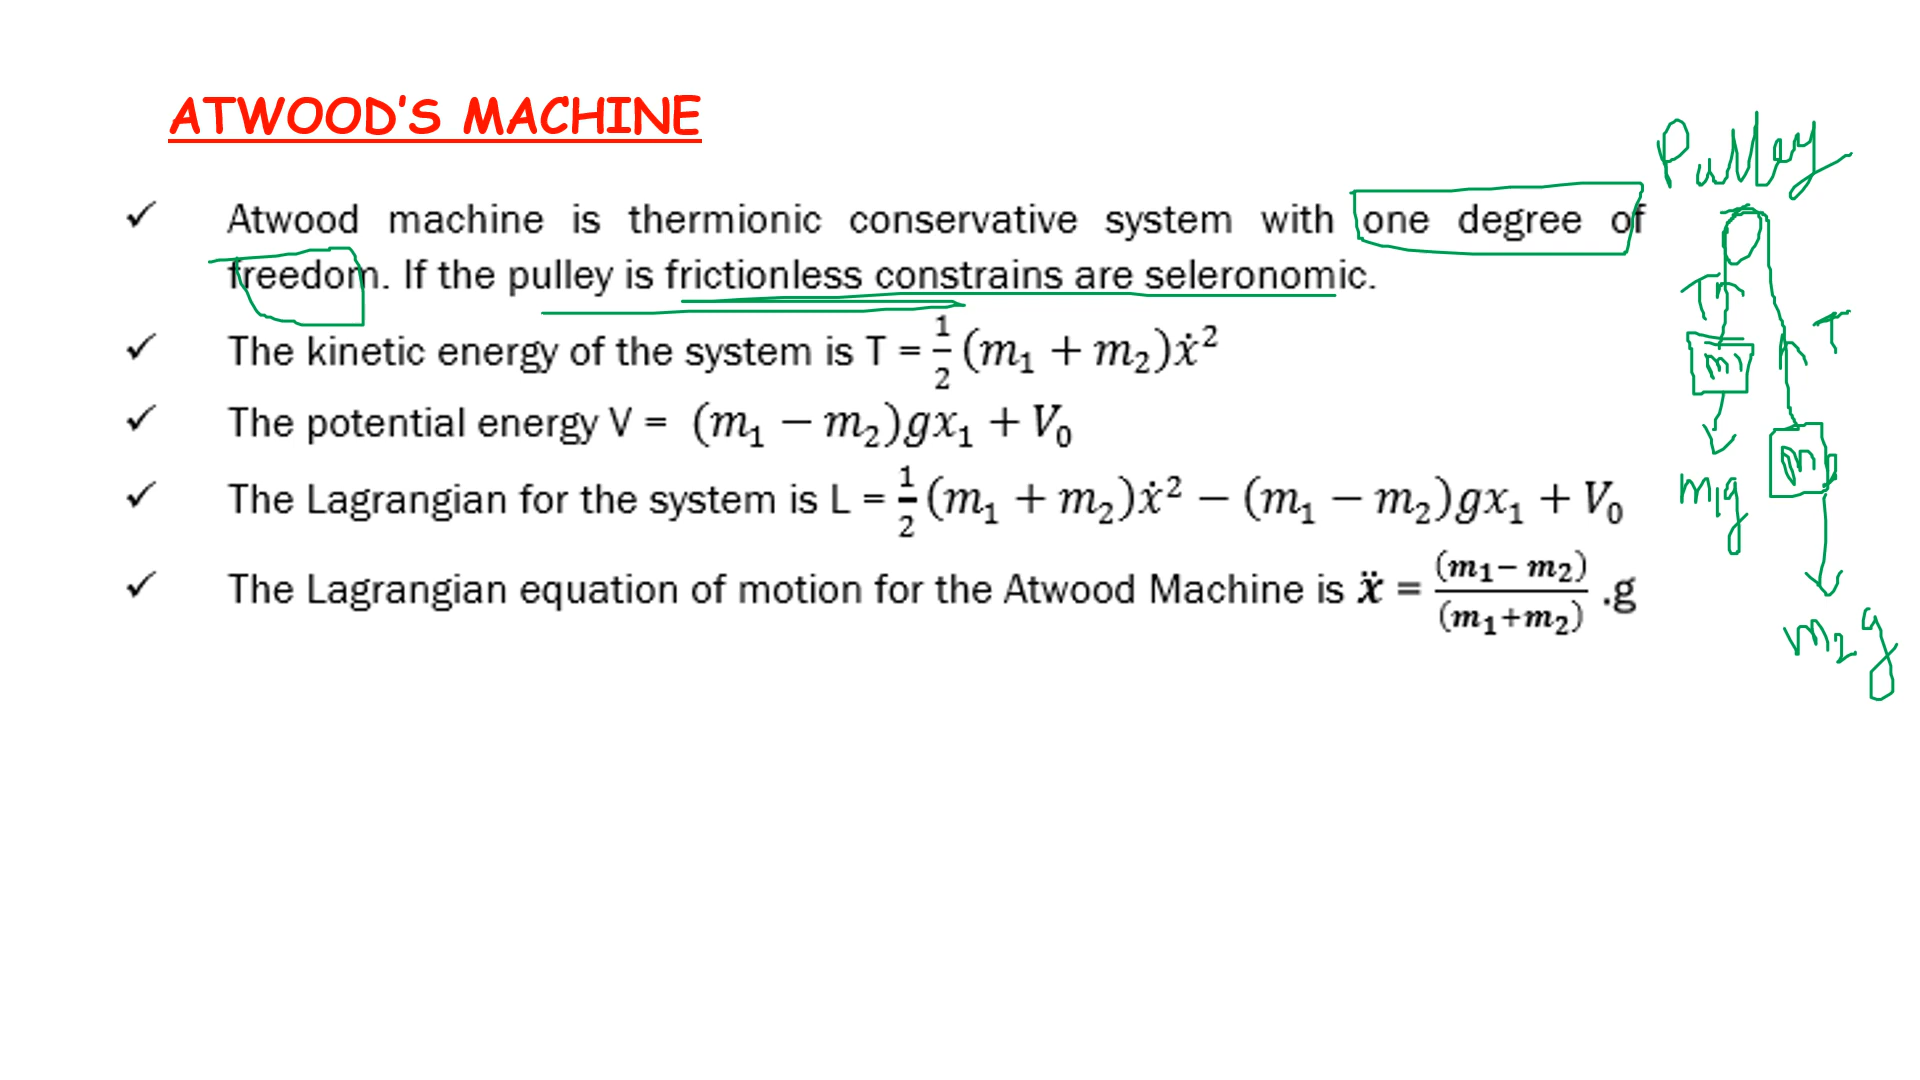 ATWOOD'S MACHINE
Pulley
✓ Atwood machine is thermionic conservative system with one degree of
freedom. If the pulley is frictionless constrains are seleronomic.
✓ The kinetic energy of the system is T = 1/2 (m₁ + m₂)ẋ²
✓ The potential energy V = (m₁ − m₂)gx₁ + V₀
✓ The Lagrangian for the system is L = 1/2 (m₁ + m₂)ẋ² − (m₁ − m₂)gx₁ + V₀
✓ The Lagrangian equation of motion for the Atwood Machine is ẍ = (m₁− m₂)/(m₁+m₂) .g
T
T
m
m₁g
m₂g